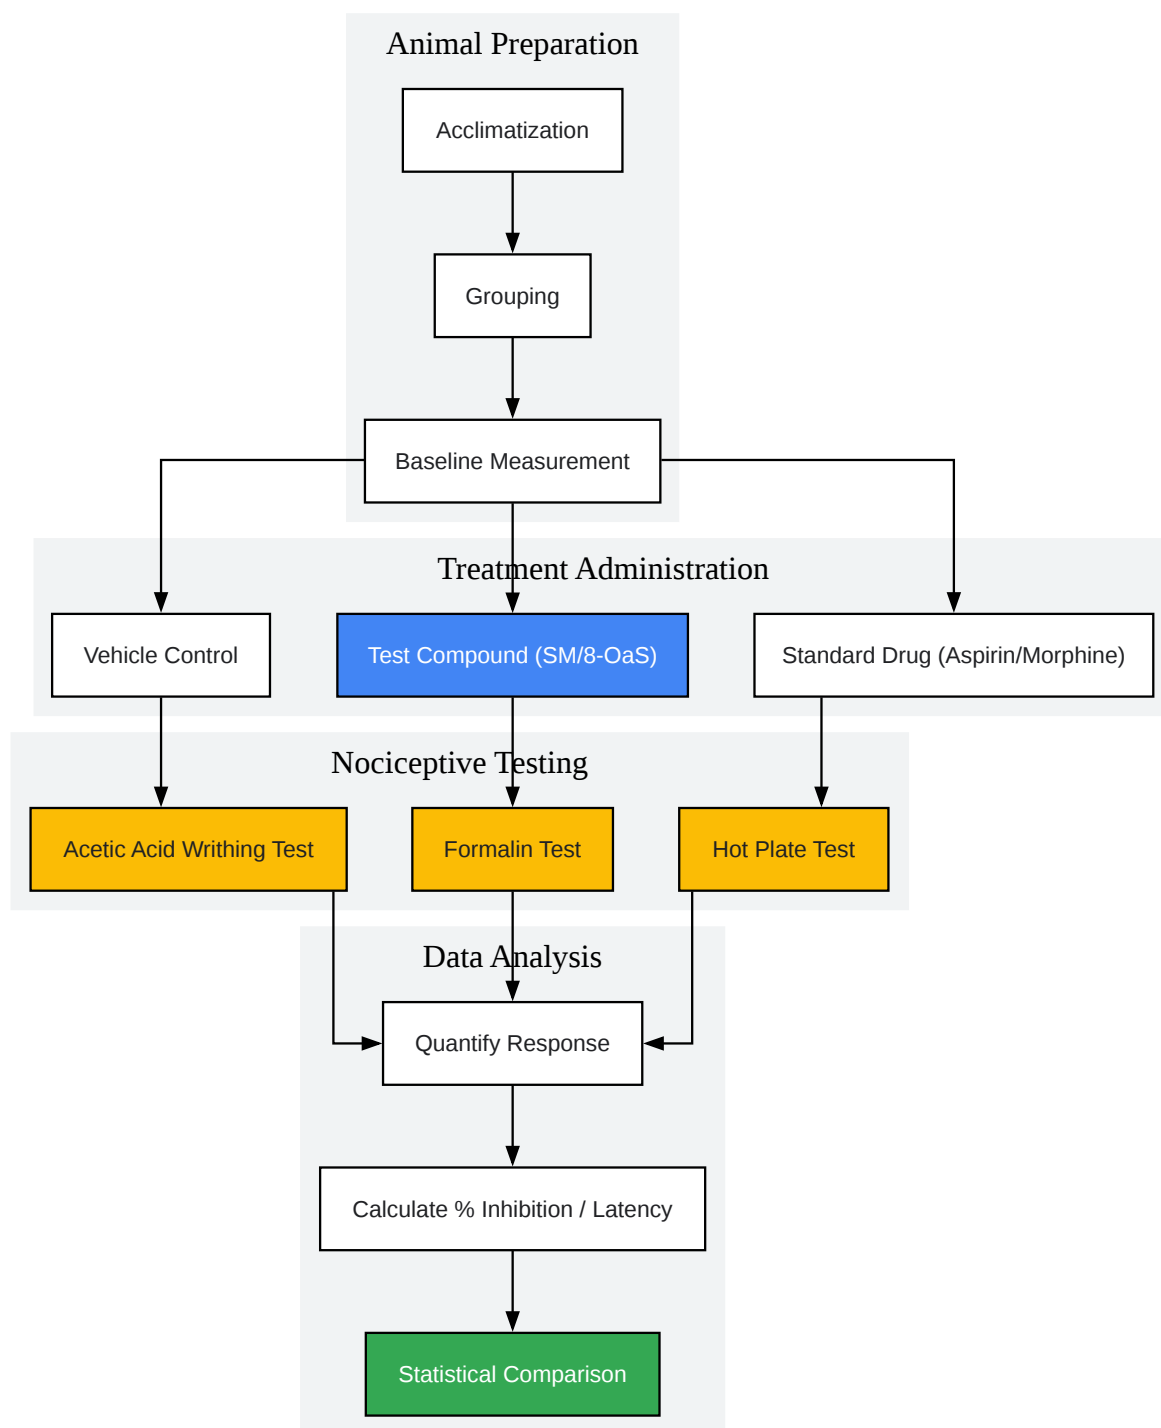 Animal Preparation
Acclimatization
Grouping
Baseline Measurement
Treatment Administration
Vehicle Control
Test Compound (SM/8-OaS)
Standard Drug (Aspirin/Morphine)
Nociceptive Testing
Acetic Acid Writhing Test
Formalin Test
Hot Plate Test
Data Analysis
Quantify Response
Calculate % Inhibition / Latency
Statistical Comparison